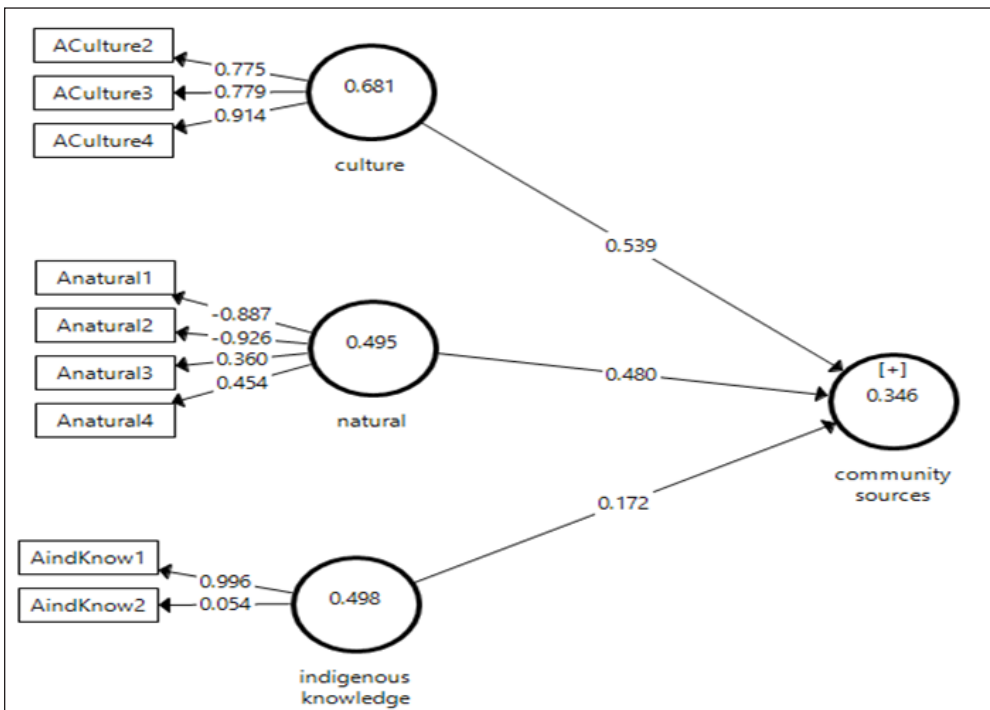 ACulture2
0.775
ACulture3
0.779
ACulture4
0.914
0.681
culture
0.539
Anatural1
-0.887
Anatural2
-0.926
Anatural3
0.360
Anatural4
0.454
0.495
natural
0.480
[+]
0.346
community
sources
0.172
AindKnow1
0.996
AindKnow2
0.054
0.498
indigenous
knowledge